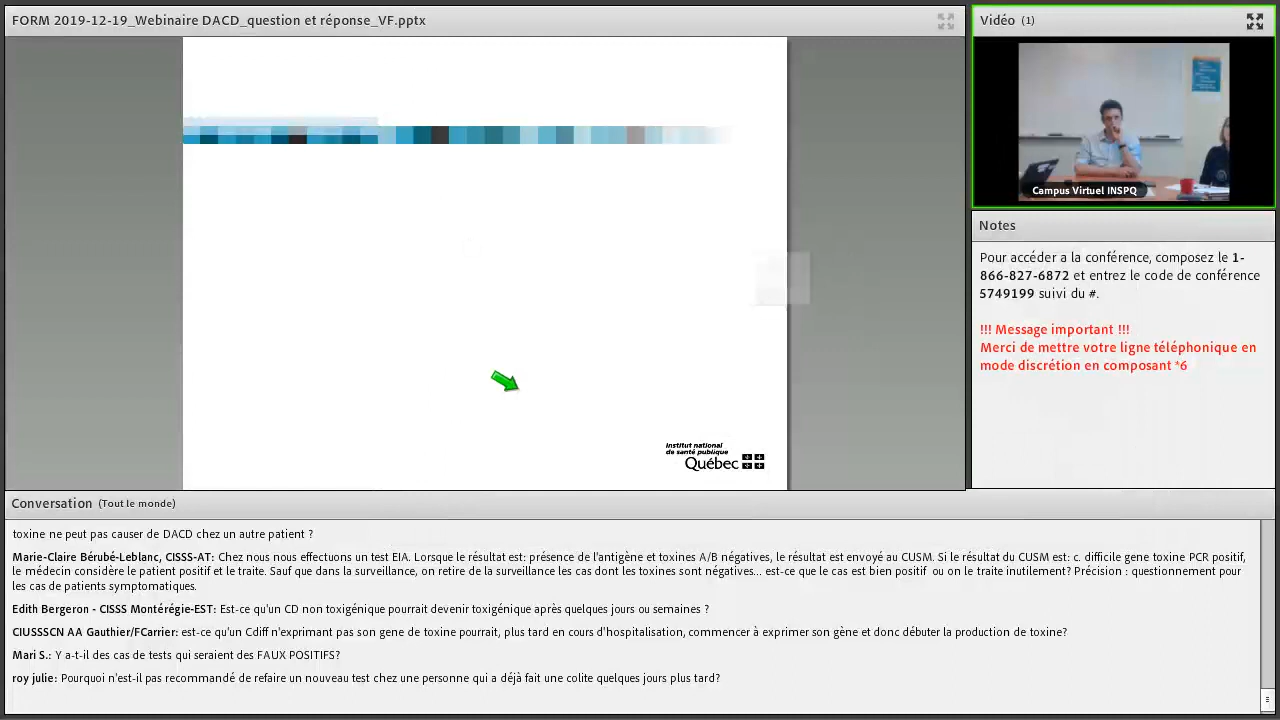 FORM 2019-12-19_Webinaire DACD_question et réponse_VF.pptx
Institut national
de santé publique
Québec
Vidéo (1)
Campus Virtuel INSPQ
Notes
Pour accéder a la conférence, composez le 1-
866-827-6872 et entrez le code de conférence
5749199 suivi du #.
!!! Message important !!!
Merci de mettre votre ligne téléphonique en
mode discrétion en composant *6
Conversation (Tout le monde)
toxine ne peut pas causer de DACD chez un autre patient ?
Marie-Claire Bérubé-Leblanc, CISSS-AT: Chez nous nous effectuons un test EIA. Lorsque le résultat est: présence de l'antigène et toxines A/B négatives, le résultat est envoyé au CUSM. Si le résultat du CUSM est: c. difficile gene toxine PCR positif,
le médecin considère le patient positif et le traite. Sauf que dans la surveillance, on retire de la surveillance les cas dont les toxines sont négatives... est-ce que le cas est bien positif ou on le traite inutilement? Précision : questionnement pour
les cas de patients symptomatiques.
Edith Bergeron - CISSS Montérégie-EST: Est-ce qu'un CD non toxigénique pourrait devenir toxigénique après quelques jours ou semaines ?
CIUSSSCN AA Gauthier/FCarrier: est-ce qu'un Cdiff n'exprimant pas son gene de toxine pourrait, plus tard en cours d'hospitalisation, commencer à exprimer son gène et donc débuter la production de toxine?
Mari S.: Y a-t-il des cas de tests qui seraient des FAUX POSITIFS?
roy julie: Pourquoi n'est-il pas recommandé de refaire un nouveau test chez une personne qui a déjà fait une colite quelques jours plus tard?